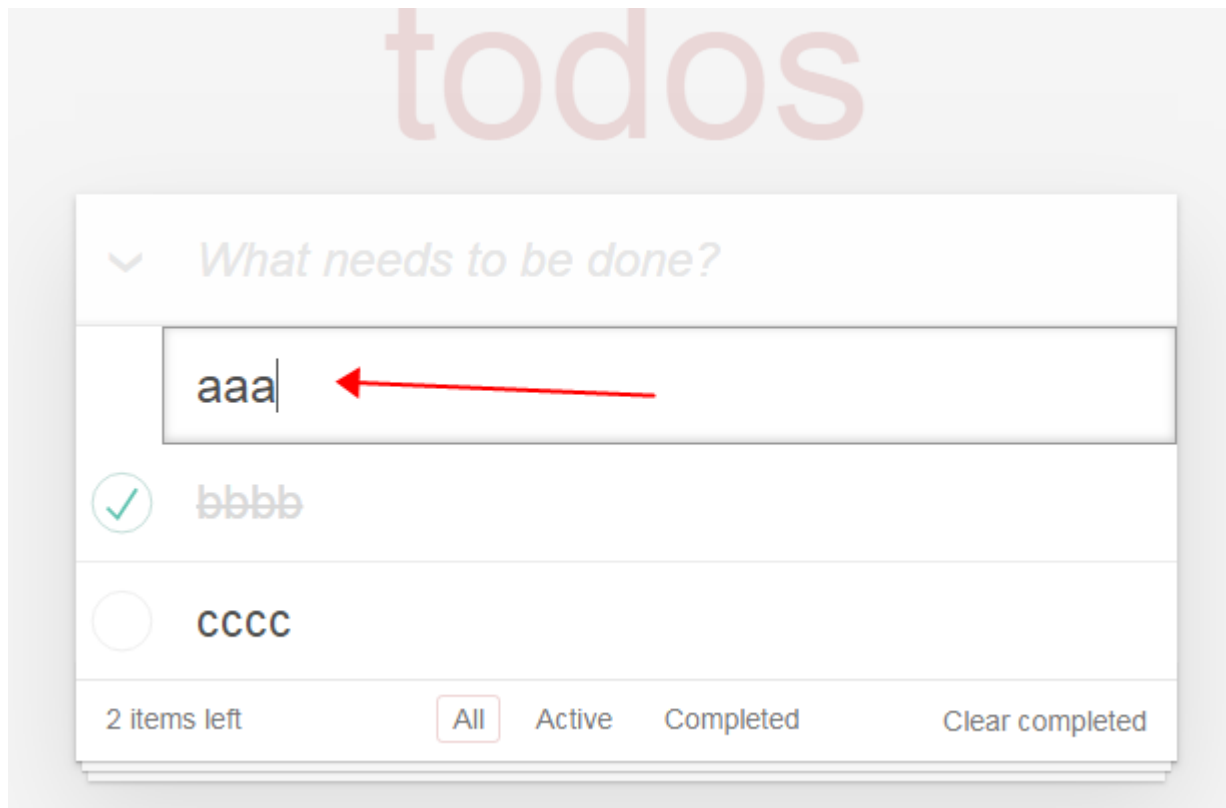 todos
What needs to be done?
aaa
bbbb
cccc
2 items left All Active Completed Clear completed